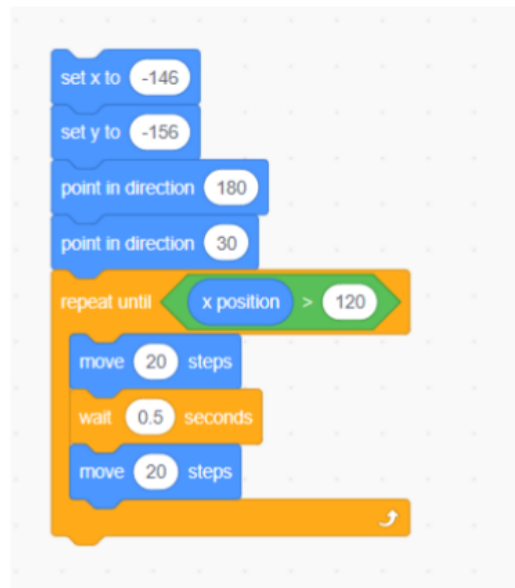 set x to -146
set y to -156
point in direction 180
point in direction 30
repeat until x position > 120
move 20 steps
wait 0.5 seconds
move 20 steps